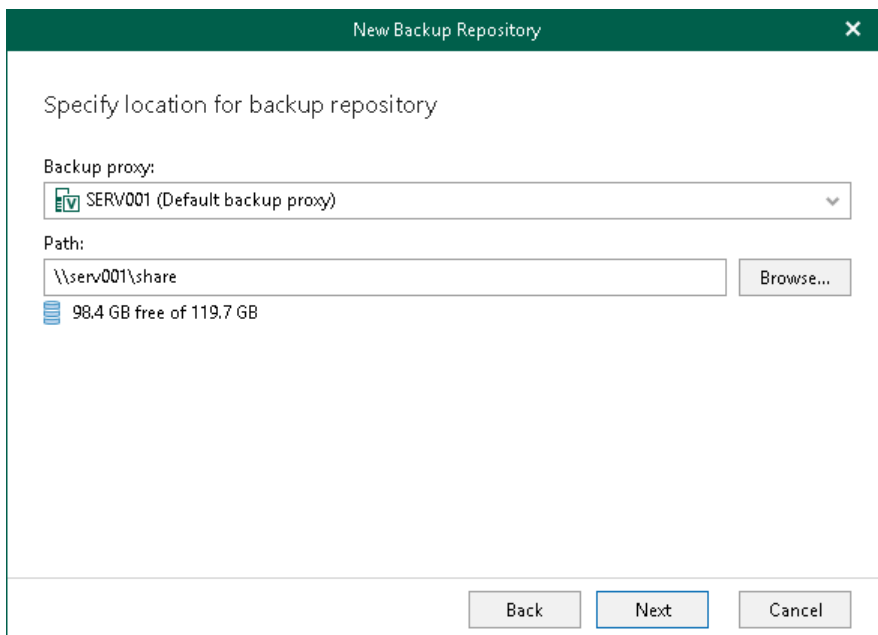 New Backup Repository
Specify location for backup repository
Backup proxy:
SERV001 (Default backup proxy)
Path:
\\serv001\share
Browse...
98.4 GB free of 119.7 GB
Back Next Cancel